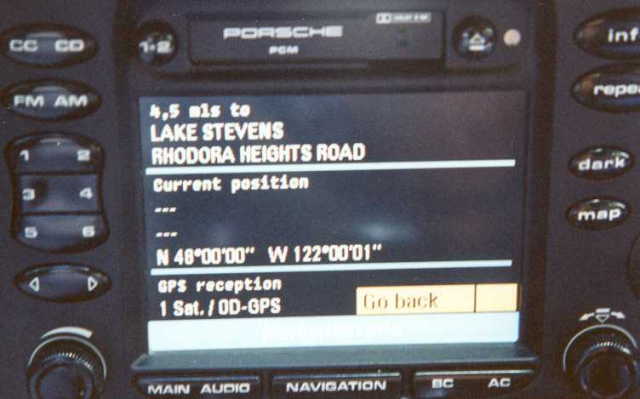 CC CD
1·2
PORSCHE
PCM
info
FM AM
repeat
4,5 mls to
LAKE STEVENS
RHODORA HEIGHTS ROAD
1 2
3 4
5 6
dark
map
Current position
---
---
N 48°00'00" W 122°00'01"
GPS reception
1 Sat. / 0D-GPS
Go back
MAIN AUDIO
NAVIGATION
BC AC